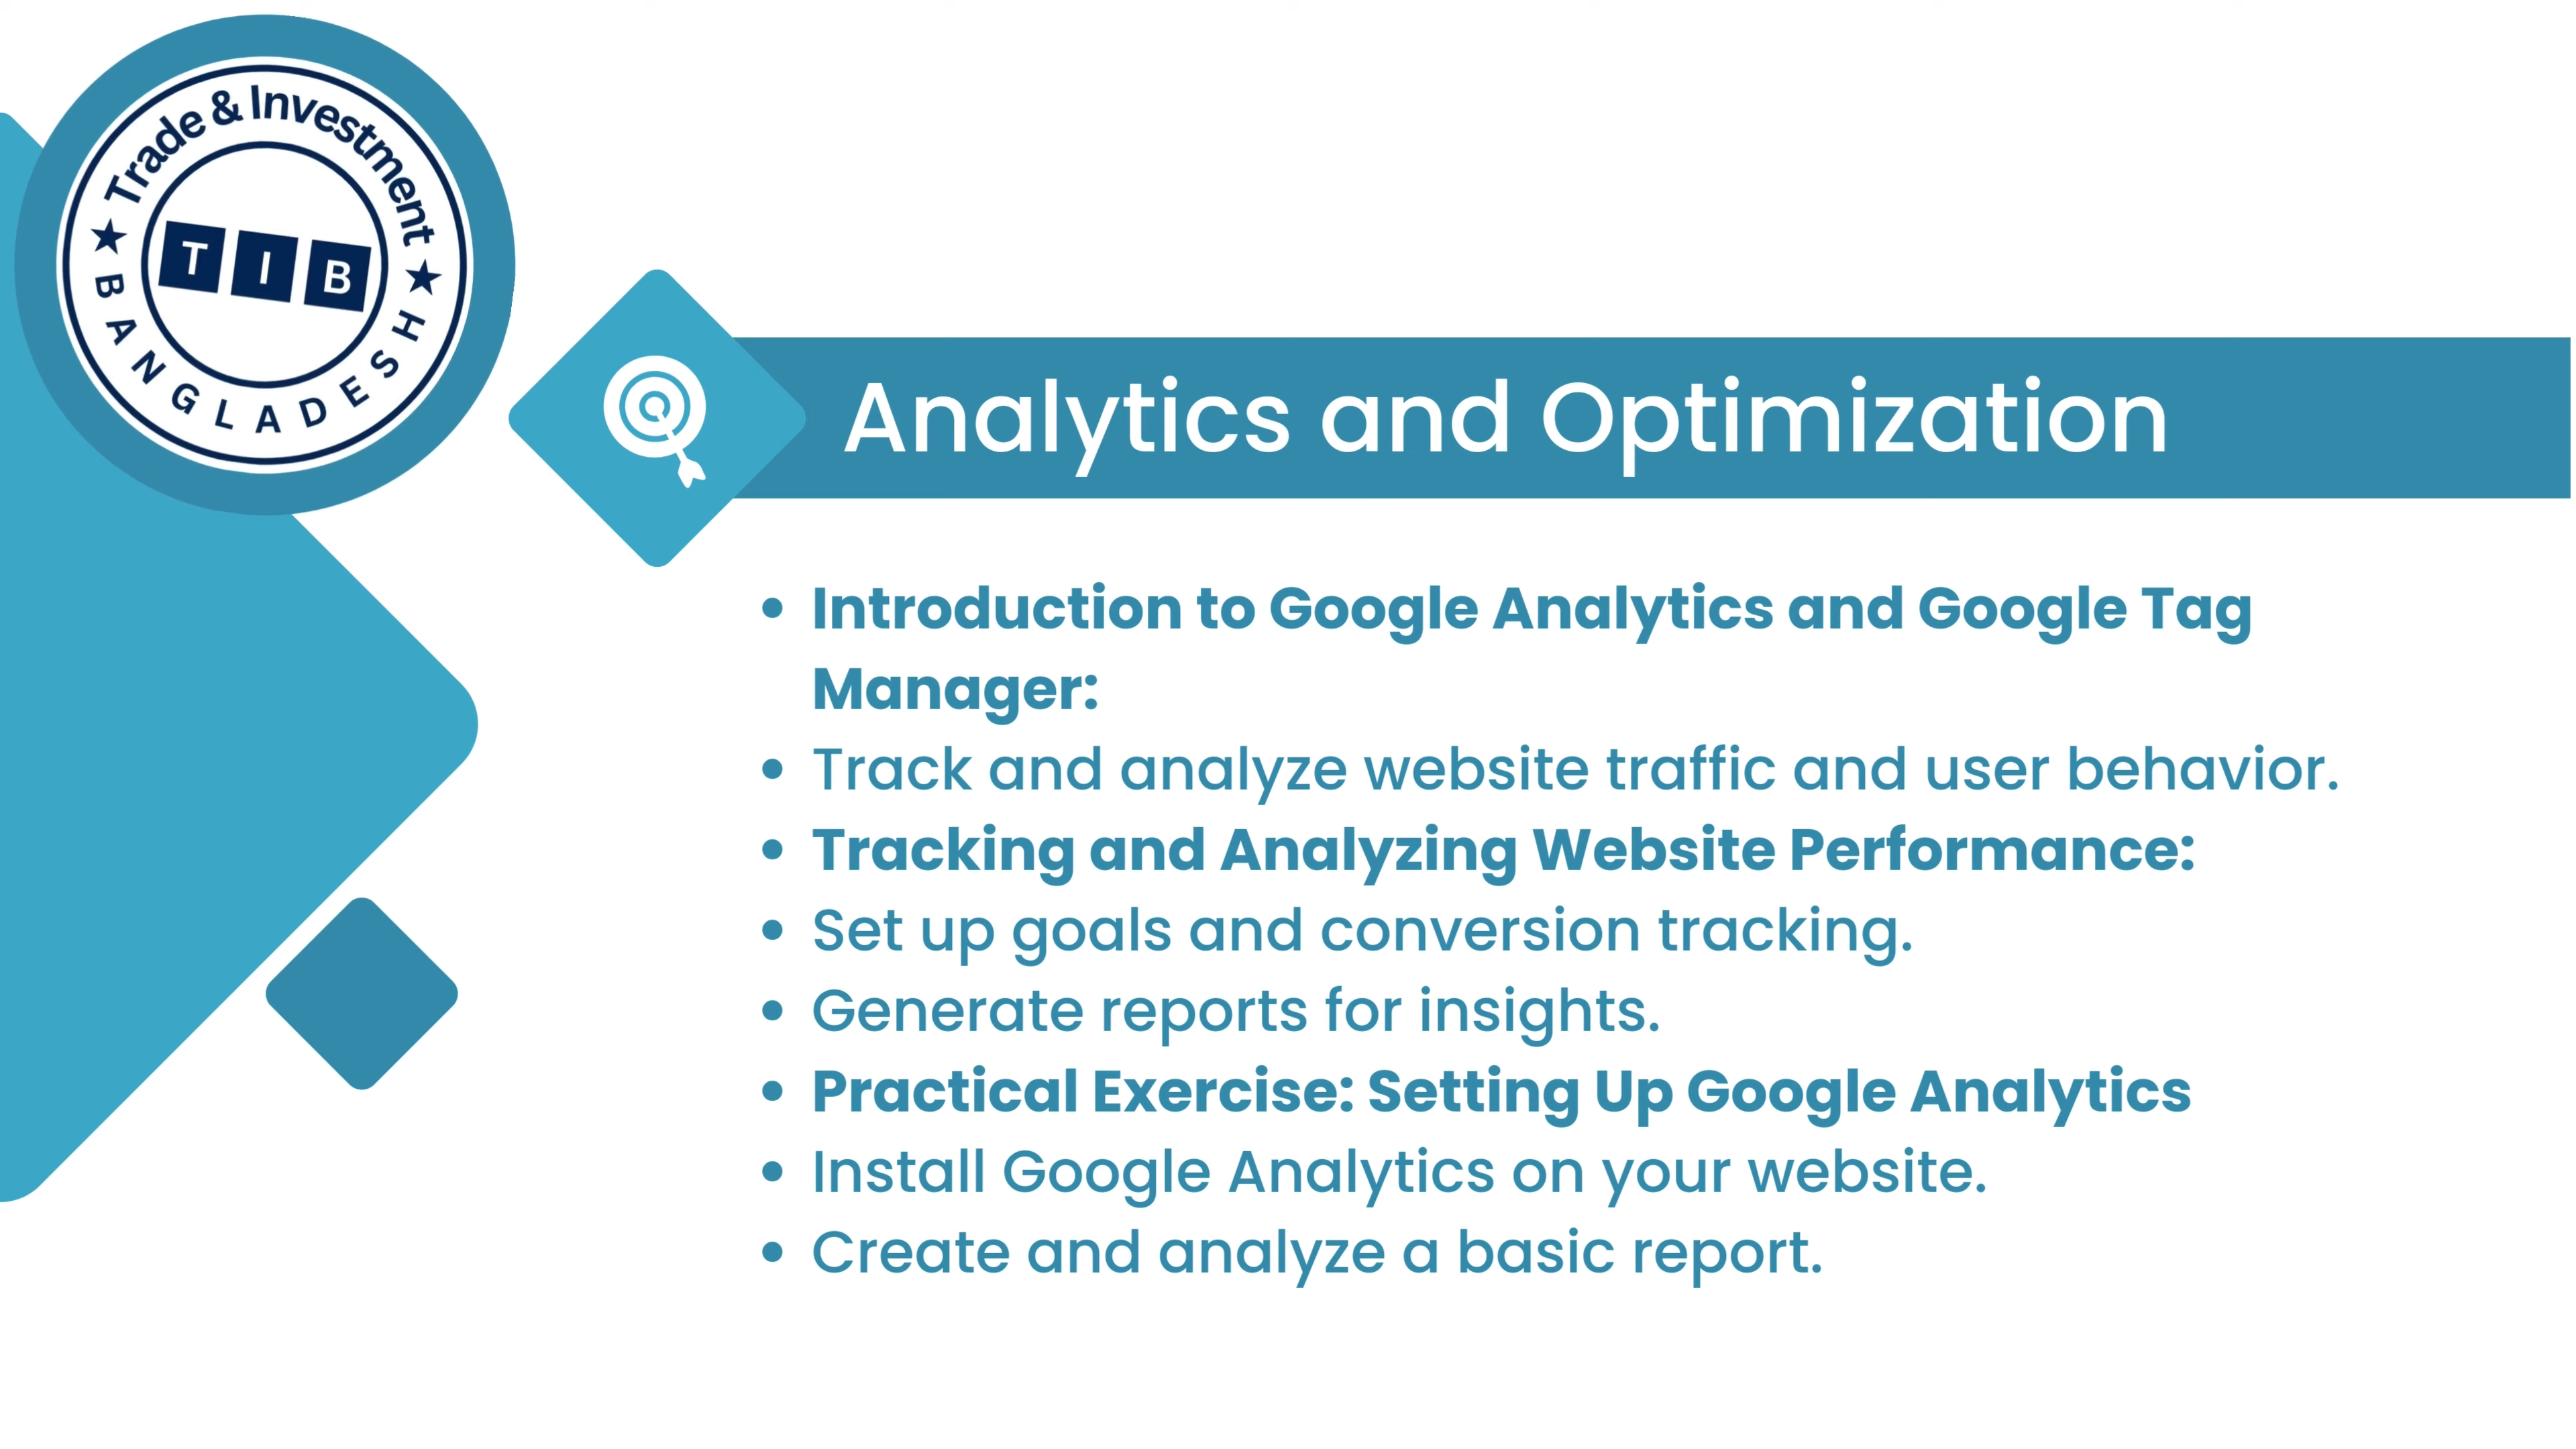 Trade & Investment
TIB
BANGLADESH
Analytics and Optimization
• Introduction to Google Analytics and Google Tag
Manager:
• Track and analyze website traffic and user behavior.
• Tracking and Analyzing Website Performance:
• Set up goals and conversion tracking.
• Generate reports for insights.
• Practical Exercise: Setting Up Google Analytics
• Install Google Analytics on your website.
• Create and analyze a basic report.